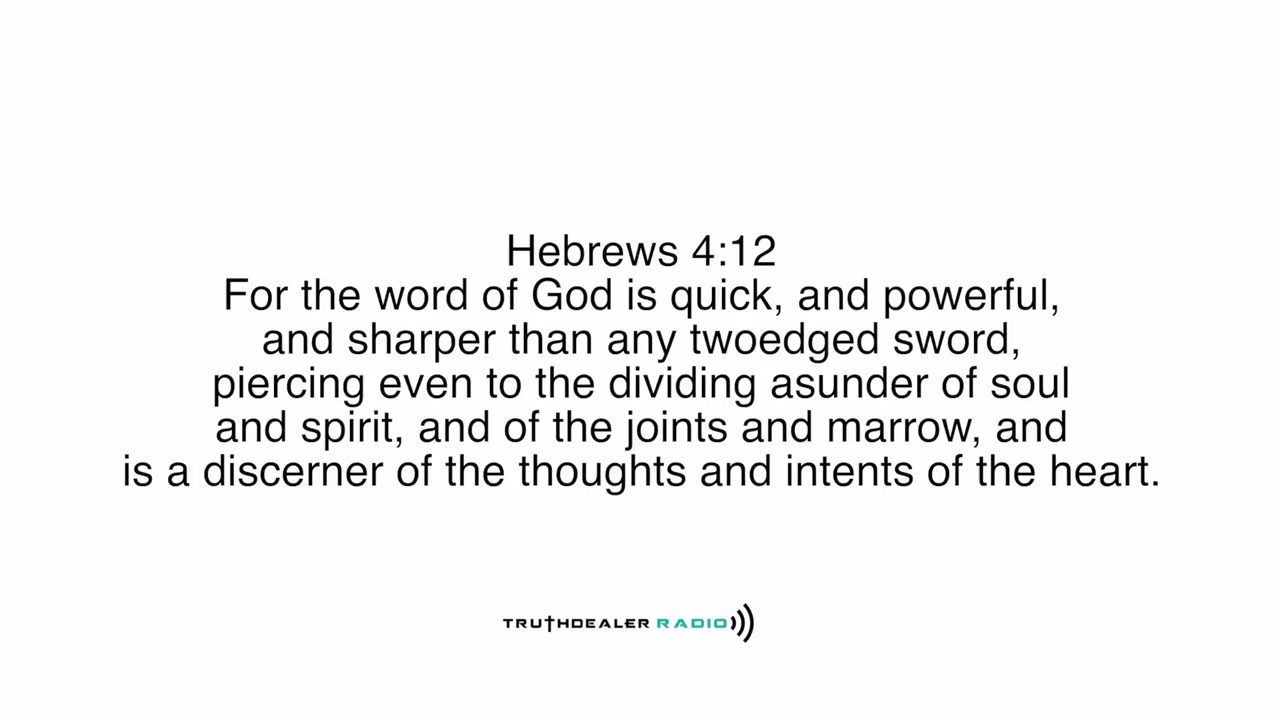 Hebrews 4:12
For the word of God is quick, and powerful,
and sharper than any twoedged sword,
piercing even to the dividing asunder of soul
and spirit, and of the joints and marrow, and
is a discerner of the thoughts and intents of the heart.
TRUTHDEALER RADIO